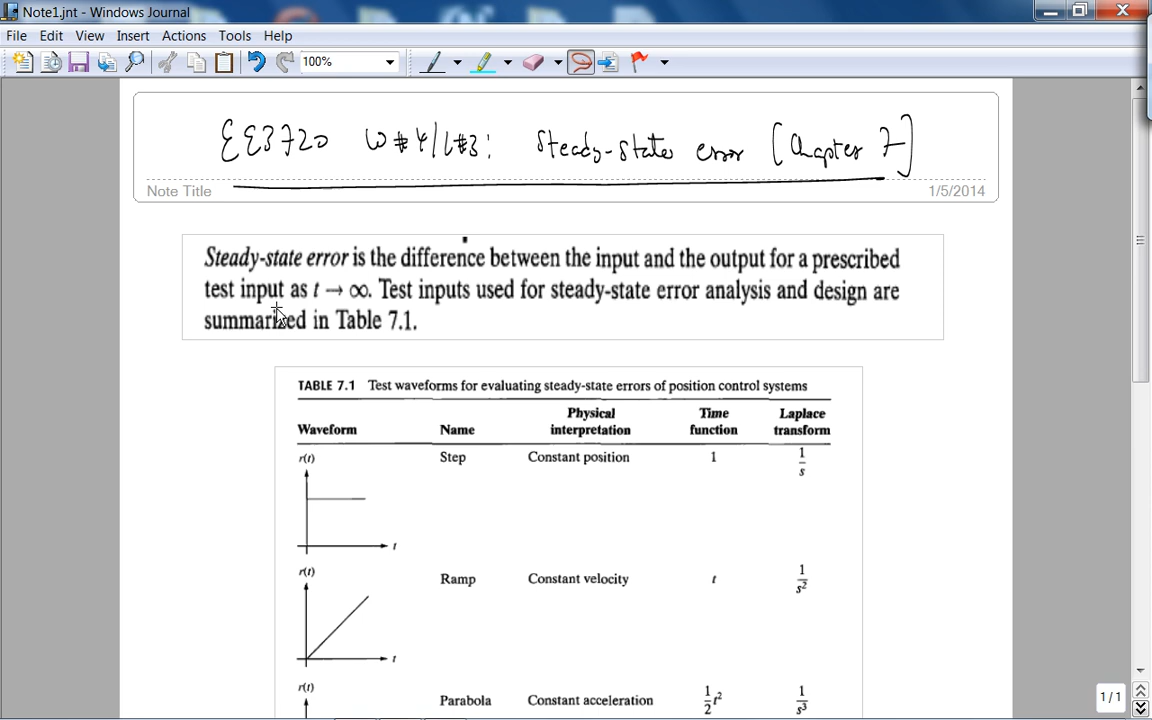 Note1.jnt - Windows Journal
File Edit View Insert Actions Tools Help
100%
EE3720 W#4/L#3: Steady-State error [Chapter 7]
Note Title 1/5/2014
Steady-state error is the difference between the input and the output for a prescribed
test input as t → ∞. Test inputs used for steady-state error analysis and design are
summarized in Table 7.1.
TABLE 7.1 Test waveforms for evaluating steady-state errors of position control systems
Waveform Name Physical interpretation Time function Laplace transform
r(t) Step Constant position 1 1/s
t
r(t) Ramp Constant velocity t 1/s²
t
r(t) Parabola Constant acceleration 1/2 t² 1/s³
1/1